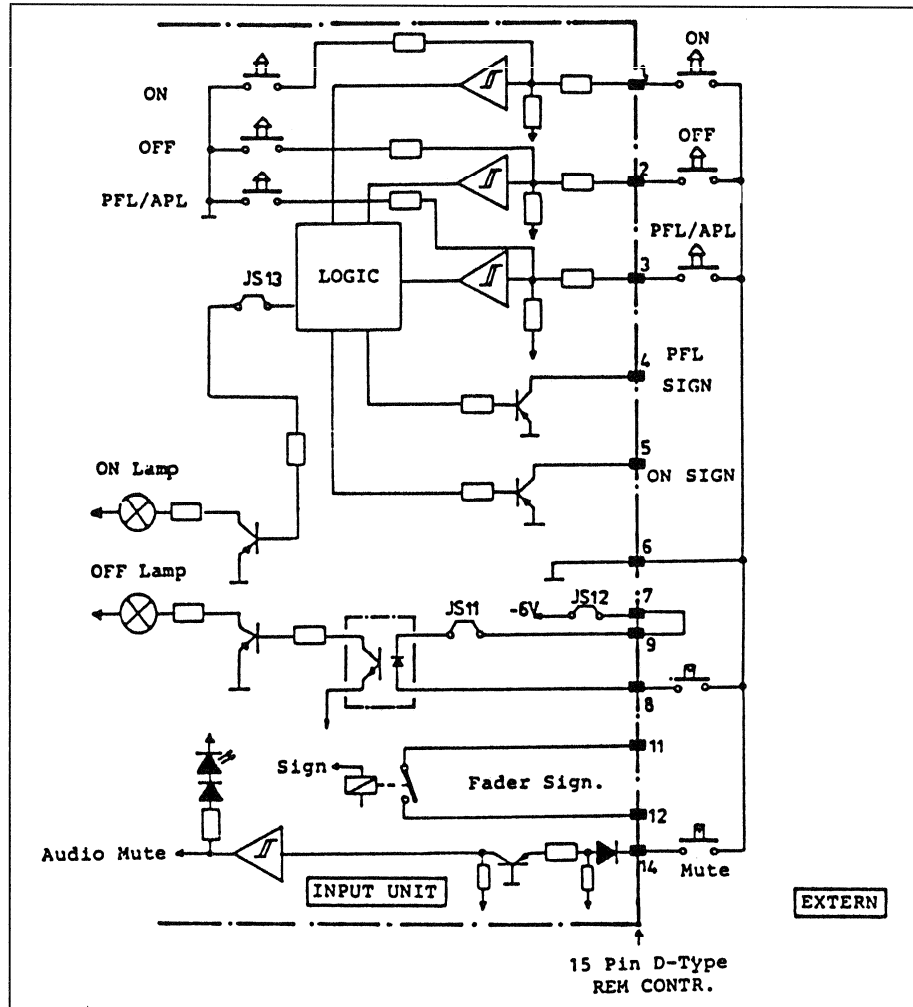 ON
1
ON
OFF
OFF
2
PFL/APL
PFL/APL
3
LOGIC
JS13
4
PFL
SIGN
5
ON SIGN
ON Lamp
6
OFF Lamp
7
JS12
-6V
JS11
9
8
11
Sign
Fader Sign.
12
Audio Mute
14
Mute
INPUT UNIT
EXTERN
15 Pin D-Type
REM CONTR.